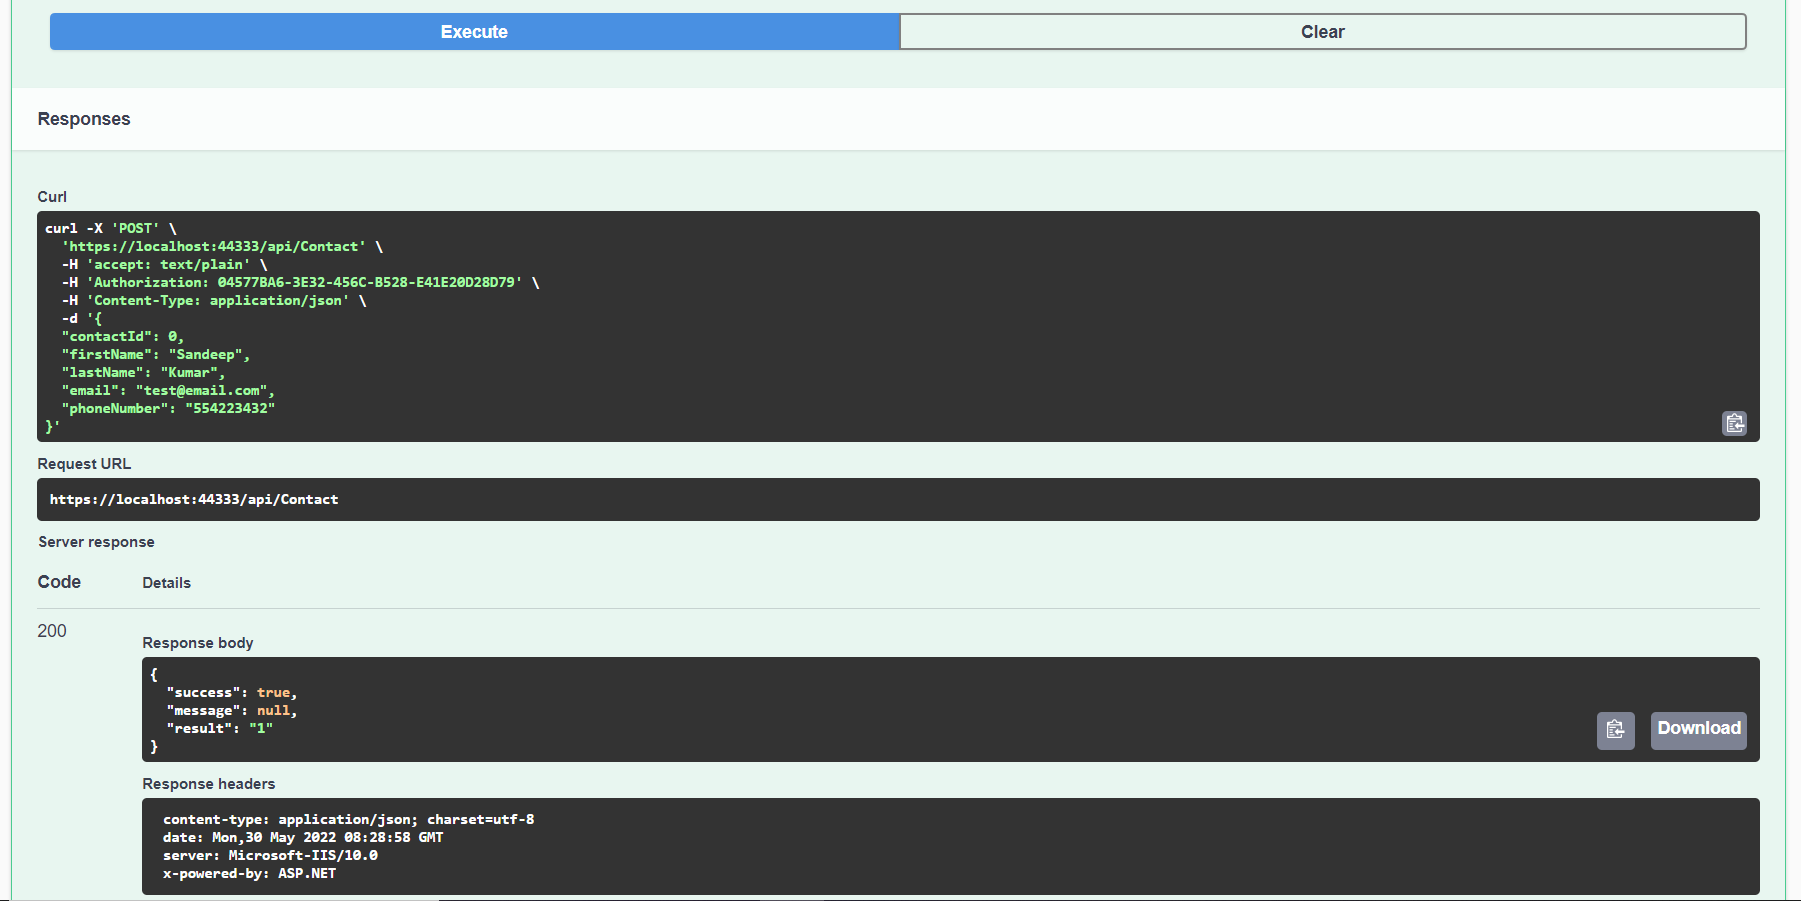 Execute
Clear
Responses
Curl
curl -X 'POST' \
  'https://localhost:44333/api/Contact' \
  -H 'accept: text/plain' \
  -H 'Authorization: 04577BA6-3E32-456C-B528-E41E20D28D79' \
  -H 'Content-Type: application/json' \
  -d '{
  "contactId": 0,
  "firstName": "Sandeep",
  "lastName": "Kumar",
  "email": "test@email.com",
  "phoneNumber": "554223432"
}'
Request URL
https://localhost:44333/api/Contact
Server response
Code
Details
200
Response body
{
  "success": true,
  "message": null,
  "result": "1"
}
Download
Response headers
content-type: application/json; charset=utf-8
date: Mon,30 May 2022 08:28:58 GMT
server: Microsoft-IIS/10.0
x-powered-by: ASP.NET